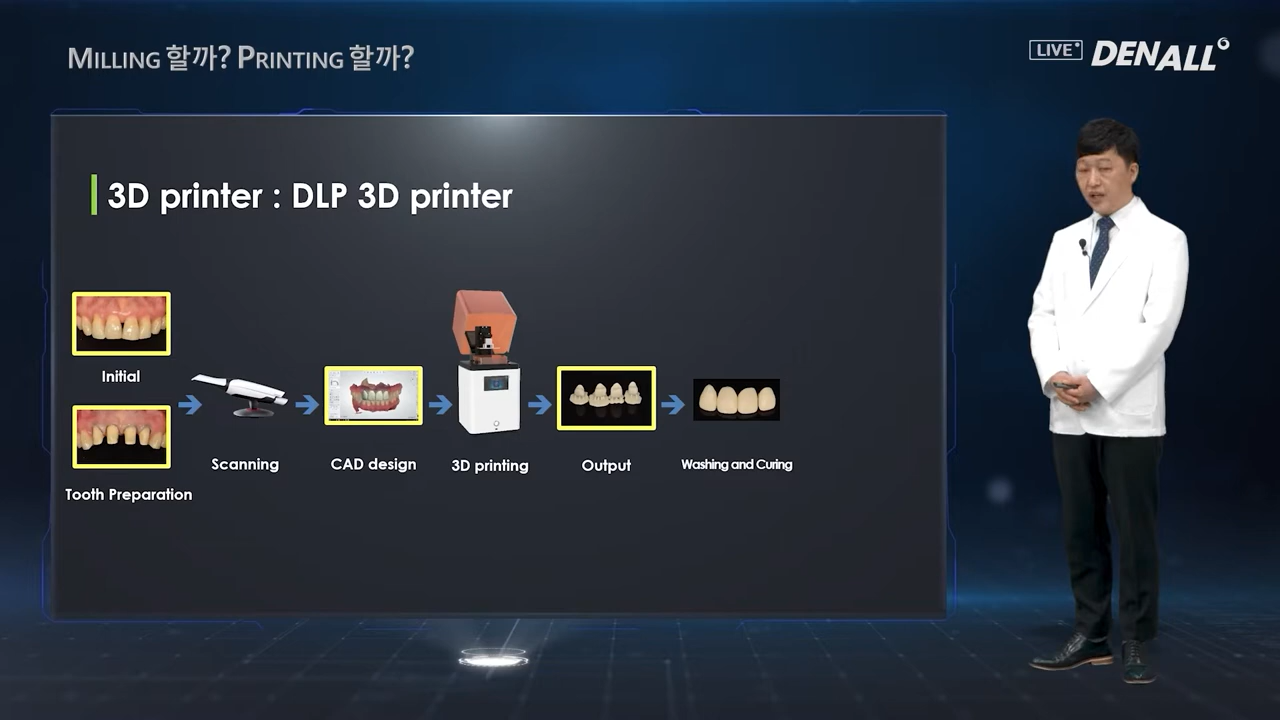 MILLING 할까? PRINTING 할까?
LIVE
DENALL
3D printer : DLP 3D printer
Initial
Tooth Preparation
Scanning
CAD design
3D printing
Output
Washing and Curing